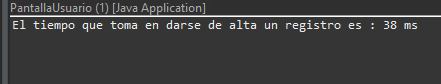 PantallaUsuario (1) [Java Application]
El tiempo que toma en darse de alta un registro es : 38 ms